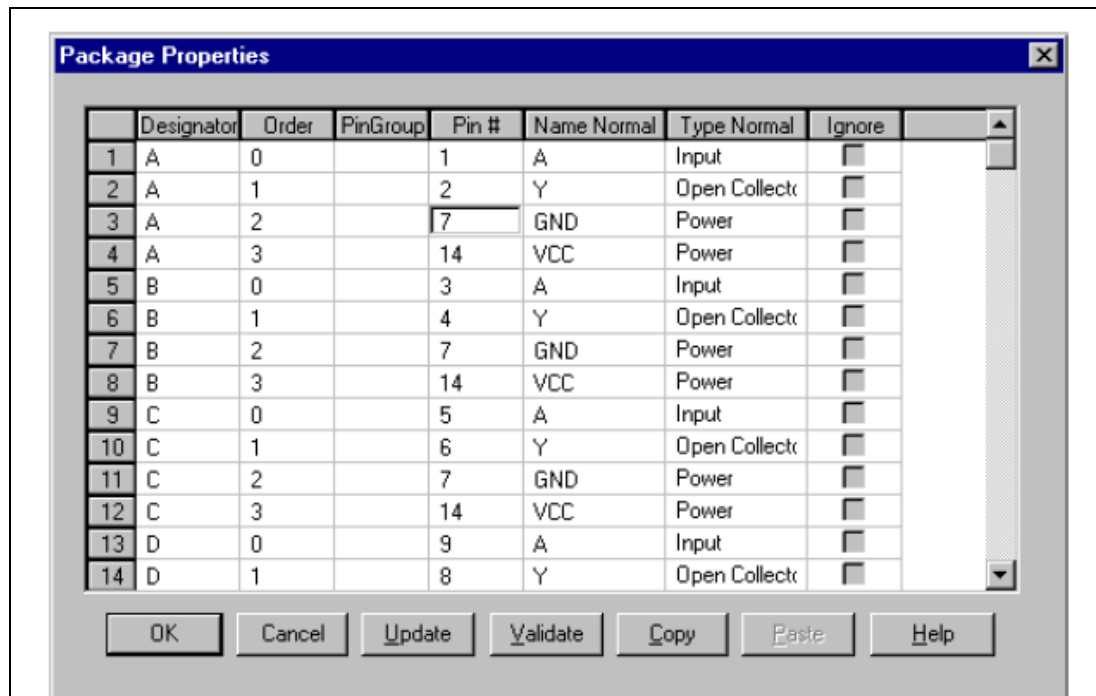 Package Properties
Designator Order PinGroup Pin # Name Normal Type Normal Ignore
1 A 0 1 A Input
2 A 1 2 Y Open Collecto
3 A 2 7 GND Power
4 A 3 14 VCC Power
5 B 0 3 A Input
6 B 1 4 Y Open Collecto
7 B 2 7 GND Power
8 B 3 14 VCC Power
9 C 0 5 A Input
10 C 1 6 Y Open Collecto
11 C 2 7 GND Power
12 C 3 14 VCC Power
13 D 0 9 A Input
14 D 1 8 Y Open Collecto
OK Cancel Update Validate Copy Paste Help